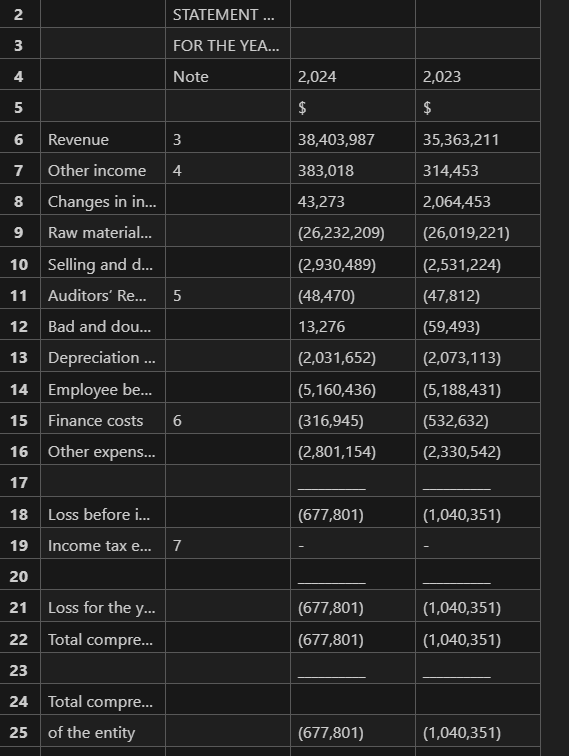 2 STATEMENT ...
3 FOR THE YEA...
4 Note 2,024 2,023
5 $ $
6 Revenue 3 38,403,987 35,363,211
7 Other income 4 383,018 314,453
8 Changes in in... 43,273 2,064,453
9 Raw material... (26,232,209) (26,019,221)
10 Selling and d... (2,930,489) (2,531,224)
11 Auditors' Re... 5 (48,470) (47,812)
12 Bad and dou... 13,276 (59,493)
13 Depreciation ... (2,031,652) (2,073,113)
14 Employee be... (5,160,436) (5,188,431)
15 Finance costs 6 (316,945) (532,632)
16 Other expens... (2,801,154) (2,330,542)
17 _________ _________
18 Loss before i... (677,801) (1,040,351)
19 Income tax e... 7 - -
20 _________ _________
21 Loss for the y... (677,801) (1,040,351)
22 Total compre... (677,801) (1,040,351)
23 _________ _________
24 Total compre...
25 of the entity (677,801) (1,040,351)